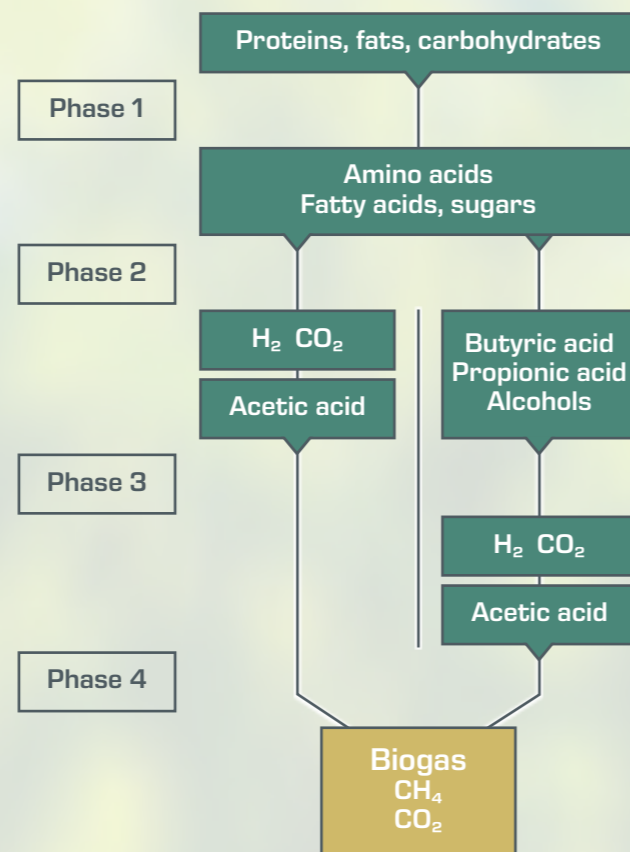 Proteins, fats, carbohydrates
Phase 1
Amino acids
Fatty acids, sugars
Phase 2
H₂ CO₂
Acetic acid
Butyric acid
Propionic acid
Alcohols
Phase 3
H₂ CO₂
Acetic acid
Phase 4
Biogas
CH₄
CO₂